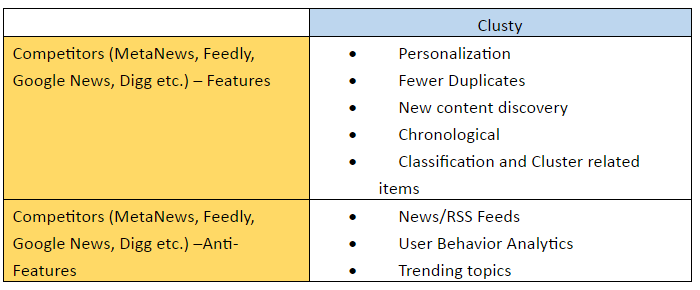 Clusty
Competitors (MetaNews, Feedly,
Google News, Digg etc.) – Features
• Personalization
• Fewer Duplicates
• New content discovery
• Chronological
• Classification and Cluster related
items
Competitors (MetaNews, Feedly,
Google News, Digg etc.) –Anti-
Features
• News/RSS Feeds
• User Behavior Analytics
• Trending topics